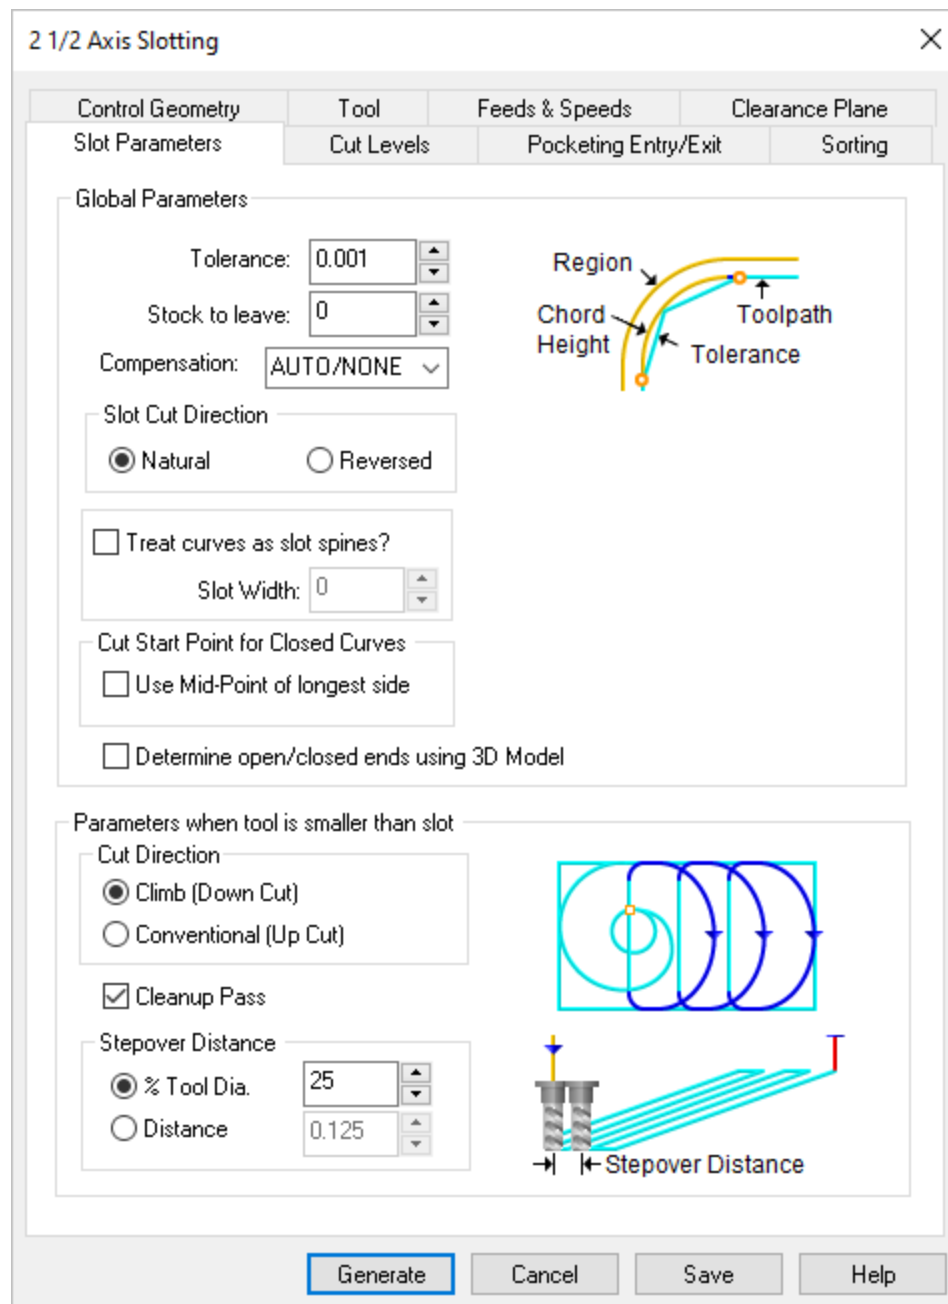 2 1/2 Axis Slotting
Control Geometry
Tool
Feeds & Speeds
Clearance Plane
Slot Parameters
Cut Levels
Pocketing Entry/Exit
Sorting
Global Parameters
Tolerance:
0.001
Stock to leave:
0
Compensation:
AUTO/NONE
Region
Chord
Height
Toolpath
Tolerance
Slot Cut Direction
Natural
Reversed
Treat curves as slot spines?
Slot Width:
0
Cut Start Point for Closed Curves
Use Mid-Point of longest side
Determine open/closed ends using 3D Model
Parameters when tool is smaller than slot
Cut Direction
Climb (Down Cut)
Conventional (Up Cut)
Cleanup Pass
Stepover Distance
% Tool Dia.
25
Distance
0.125
Stepover Distance
Generate
Cancel
Save
Help